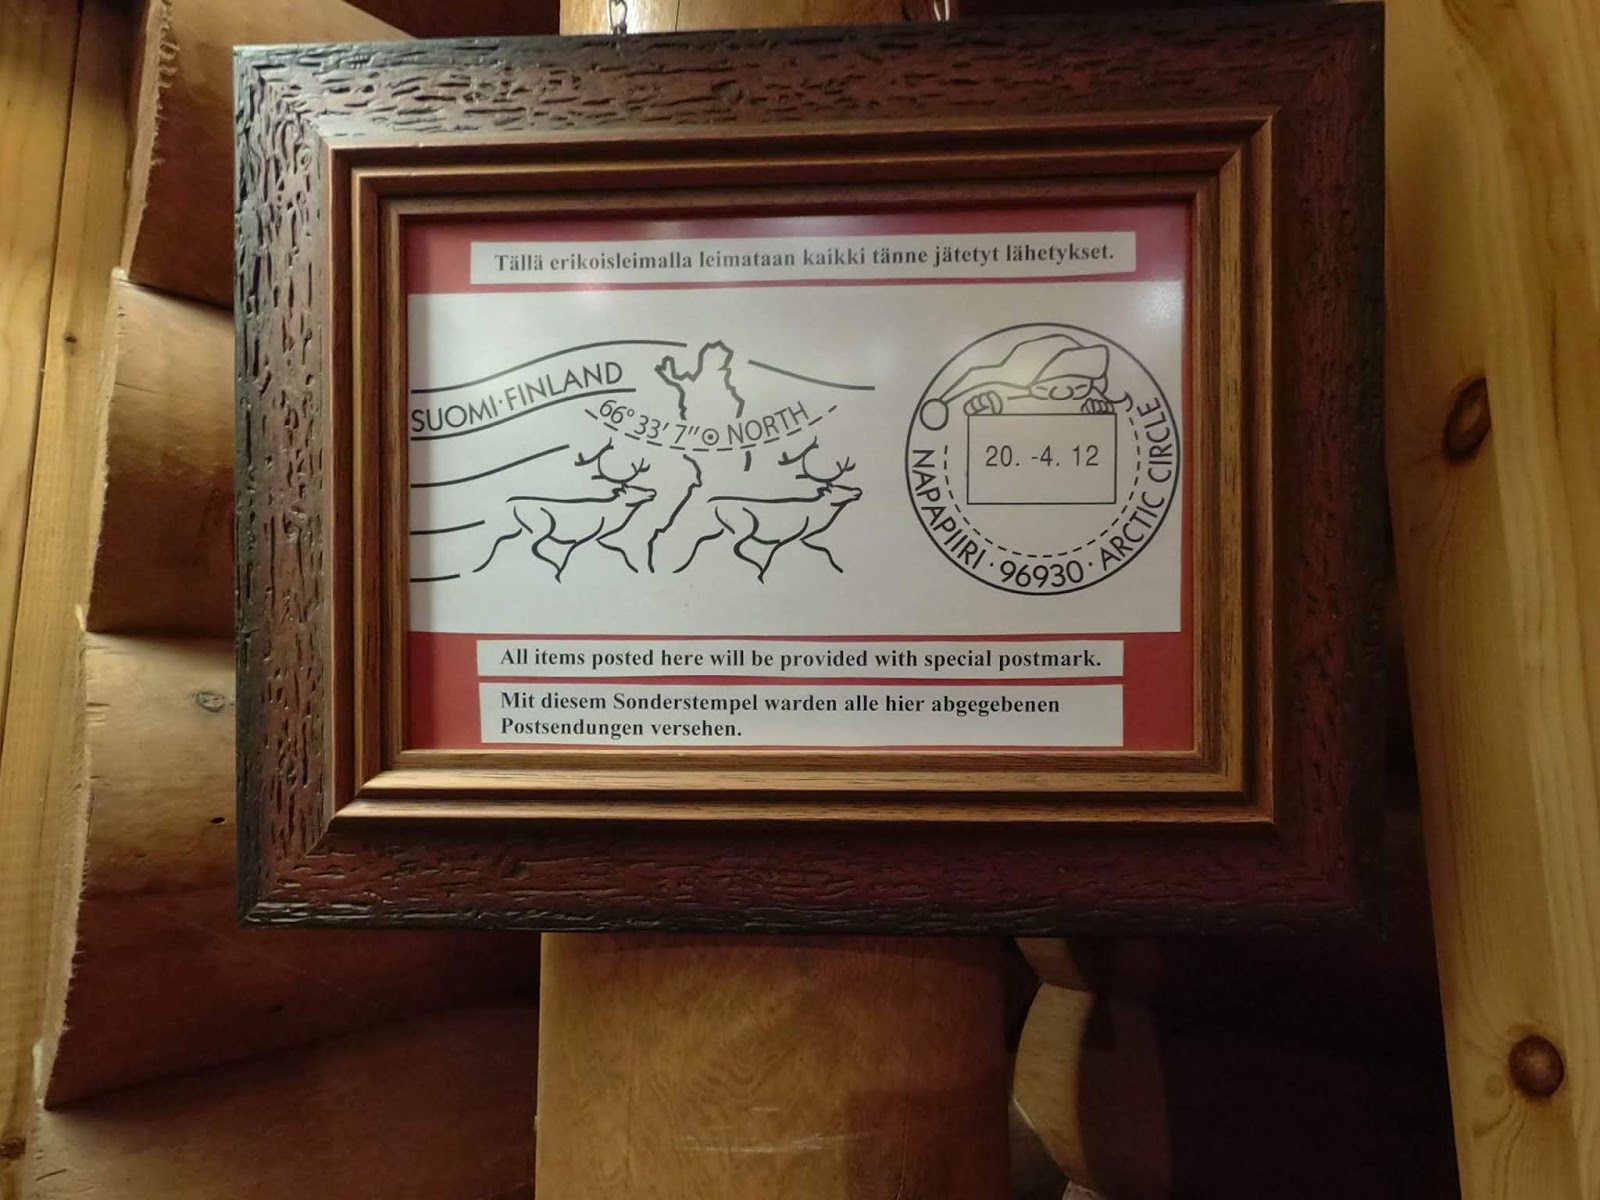 Tällä erikoisleimalla leimataan kaikki tänne jätetyt lähetykset.
SUOMI·FINLAND
66° 33' 7" NORTH
20. -4. 12
NAPAPIIRI · 96930 · ARCTIC CIRCLE
All items posted here will be provided with special postmark.
Mit diesem Sonderstempel warden alle hier abgegebenen
Postsendungen versehen.